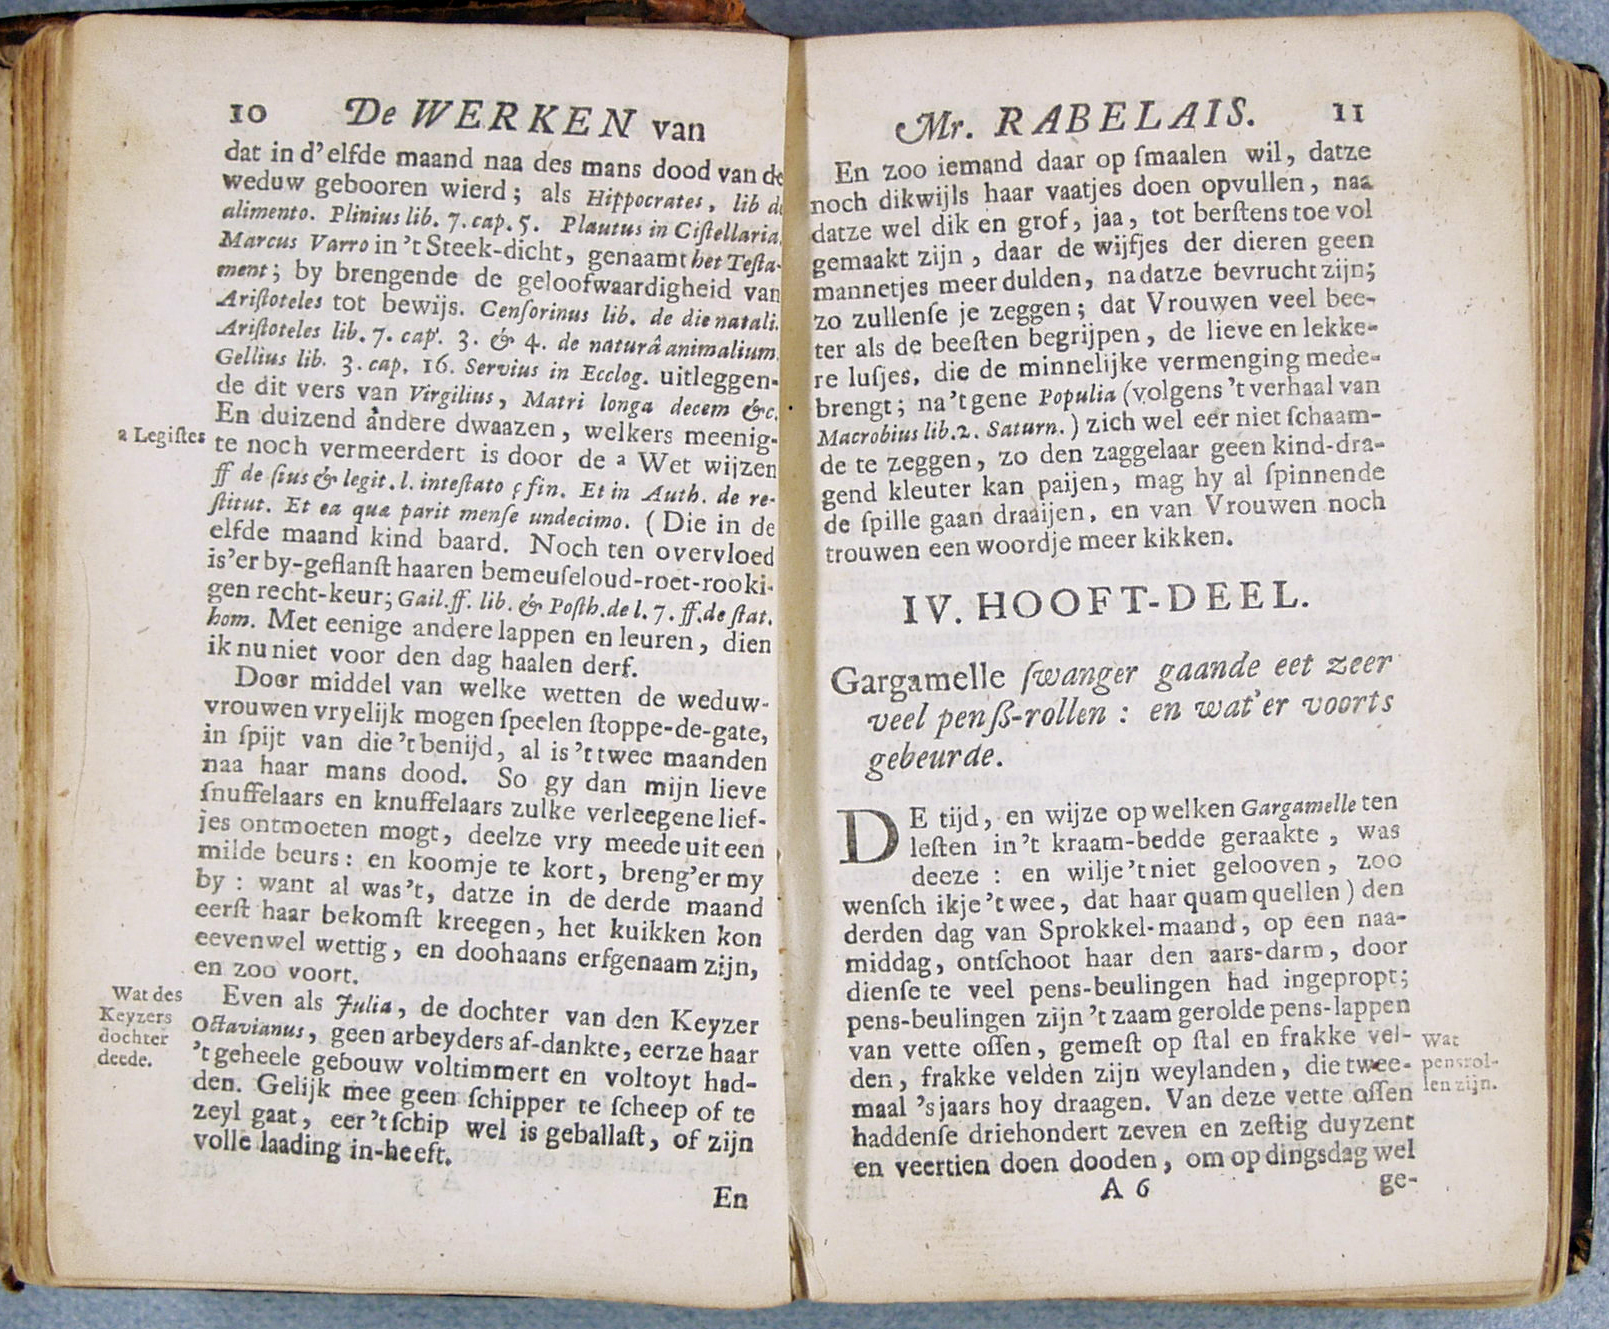 10 De WERKEN van
dat in d'elfde maand naa des mans dood van de
weduw gebooren wierd; als Hippocrates, lib de
alimento. Plinius lib. 7. cap. 5. Plautus in Ciſtellaria.
Marcus Varro in 't Steek-dicht, genaamt het Teſta-
ment; by brengende de geloofwaardigheid van
Ariſtoteles tot bewijs. Cenſorinus lib. de die natali.
Ariſtoteles lib. 7. cap. 3. & 4. de naturâ animalium.
Gellius lib. 3. cap. 16. Servius in Ecclog. uitleggen-
de dit vers van Virgilius, Matri longa decem &c.
En duizend andere dwaazen, welkers meenig-
a Legiſtes
te noch vermeerdert is door de a Wet wijzen
ff de ſius & legit. l. inteſtato ç fin. Et in Auth. de re-
ſtitut. Et ea qua parit menſe undecimo. (Die in de
elfde maand kind baard. Noch ten overvloed
is'er by-geflanſt haaren bemeuſeloud-roet-rooki-
gen recht-keur; Gail. ff. lib. & Poſth. de l. 7. ff. de ſtat.
hom. Met eenige andere lappen en leuren, dien
ik nu niet voor den dag haalen derf.
Door middel van welke wetten de weduw-
vrouwen vryelijk mogen ſpeelen ſtoppe-de-gate,
in ſpijt van die 't benijd, al is 't twee maanden
naa haar mans dood. So gy dan mijn lieve
ſnuffelaars en knuffelaars zulke verleegene lief-
jes ontmoeten mogt, deelze vry meede uit een
milde beurs: en koomje te kort, breng'er my
by: want al was 't, datze in de derde maand
eerſt haar bekomſt kreegen, het kuikken kon
eevenwel wettig, en doohaans erfgenaam zijn,
en zoo voort.
Wat des
Keyzers
dochter
deede.
Even als Julia, de dochter van den Keyzer
Octavianus, geen arbeyders af-dankte, eerze haar
't geheele gebouw voltimmert en voltoyt had-
den. Gelijk mee geen ſchipper te ſcheep of te
zeyl gaat, eer 't ſchip wel is geballaſt, of zijn
volle laading in-heeft.
En
Mr. RABELAIS. 11
En zoo iemand daar op ſmaalen wil, datze
noch dikwijls haar vaatjes doen opvullen, naa
datze wel dik en grof, jaa, tot berſtens toe vol
gemaakt zijn, daar de wijfjes der dieren geen
mannetjes meer dulden, na datze bevrucht zijn;
zo zullenſe je zeggen; dat Vrouwen veel bee-
ter als de beeſten begrijpen, de lieve en lekke-
re lusjes, die de minnelijke vermenging mede-
brengt; na 't gene Populia (volgens 't verhaal van
Macrobius lib. 2. Saturn.) zich wel eer niet ſchaam-
de te zeggen, zo den zaggelaar geen kind-dra-
gend kleuter kan paijen, mag hy al ſpinnende
de ſpille gaan draaijen, en van Vrouwen noch
trouwen een woordje meer kikken.
IV. HOOFT-DEEL.
Gargamelle ſwanger gaande eet zeer
veel penß-rollen: en wat'er voorts
gebeurde.
DE tijd, en wijze op welken Gargamelle ten
leſten in 't kraam-bedde geraakte, was
deeze: en wilje 't niet gelooven, zoo
wenſch ikje 't wee, dat haar quam quellen) den
derden dag van Sprokkel-maand, op een naa-
middag, ontſchoot haar den aars-darm, door
dienſe te veel pens-beulingen had ingepropt;
pens-beulingen zijn 't zaam gerolde pens-lappen
van vette oſſen, gemeſt op ſtal en frakke vel-
den, frakke velden zijn weylanden, die twee-
maal 's jaars hoy draagen. Van deze vette oſſen
Wat
pensrol-
len zijn.
haddenſe driehondert zeven en zeſtig duyzent
en veertien doen dooden, om op dingsdag wel
A 6 ge-